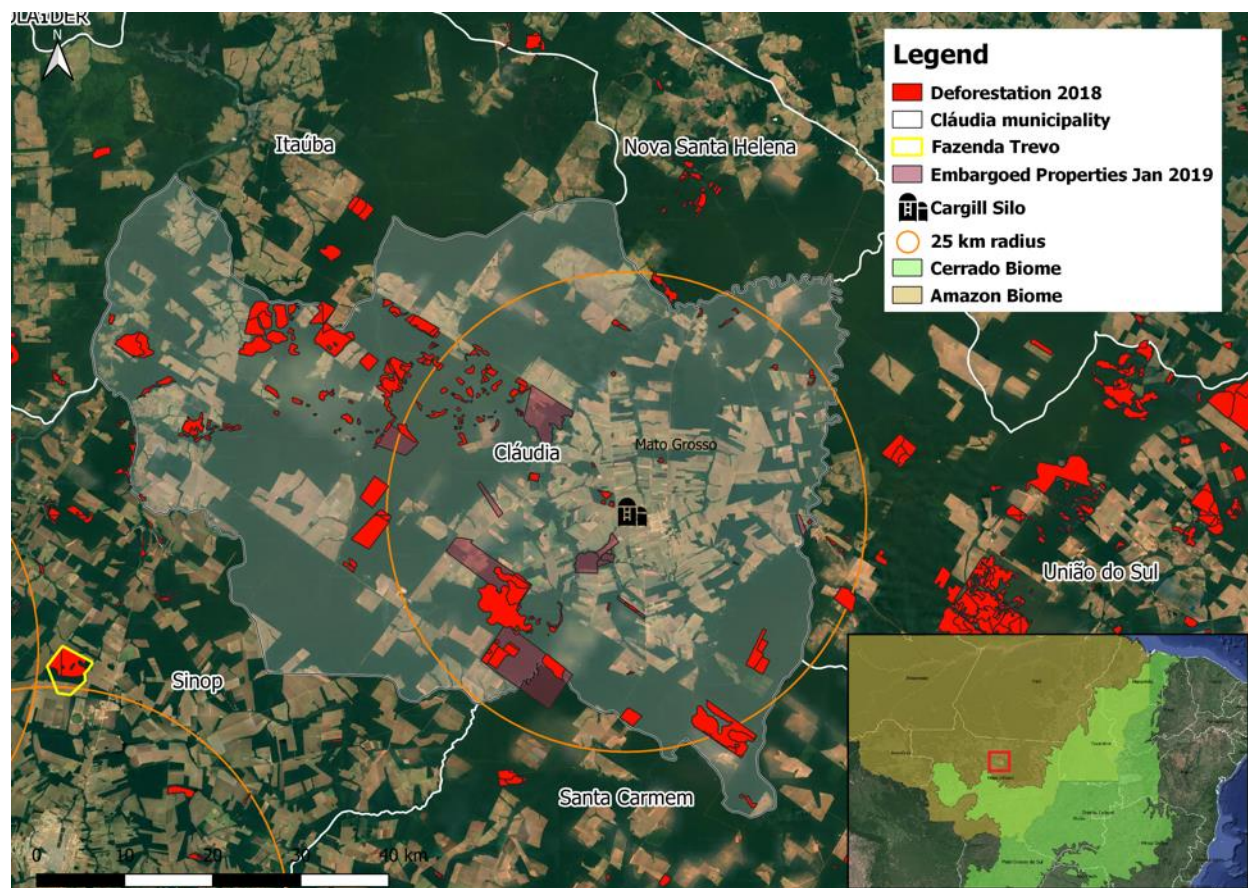 N
Itaúba
Nova Santa Helena
Legend
Deforestation 2018
Cláudia municipality
Fazenda Trevo
Embargoed Properties Jan 2019
Cargill Silo
25 km radius
Cerrado Biome
Amazon Biome
Cláudia
Mato Grosso
União do Sul
Sinop
Santa Carmem
0 10 20 40 km